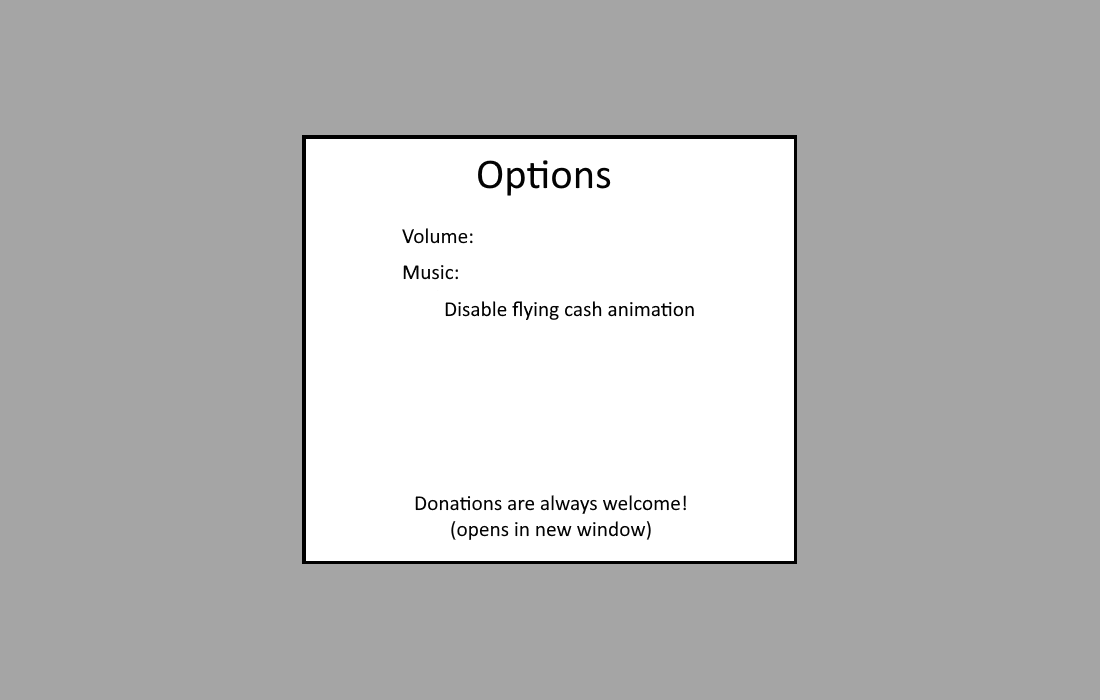 Options
Volume:
Music:
Disable flying cash animation
Donations are always welcome!
(opens in new window)